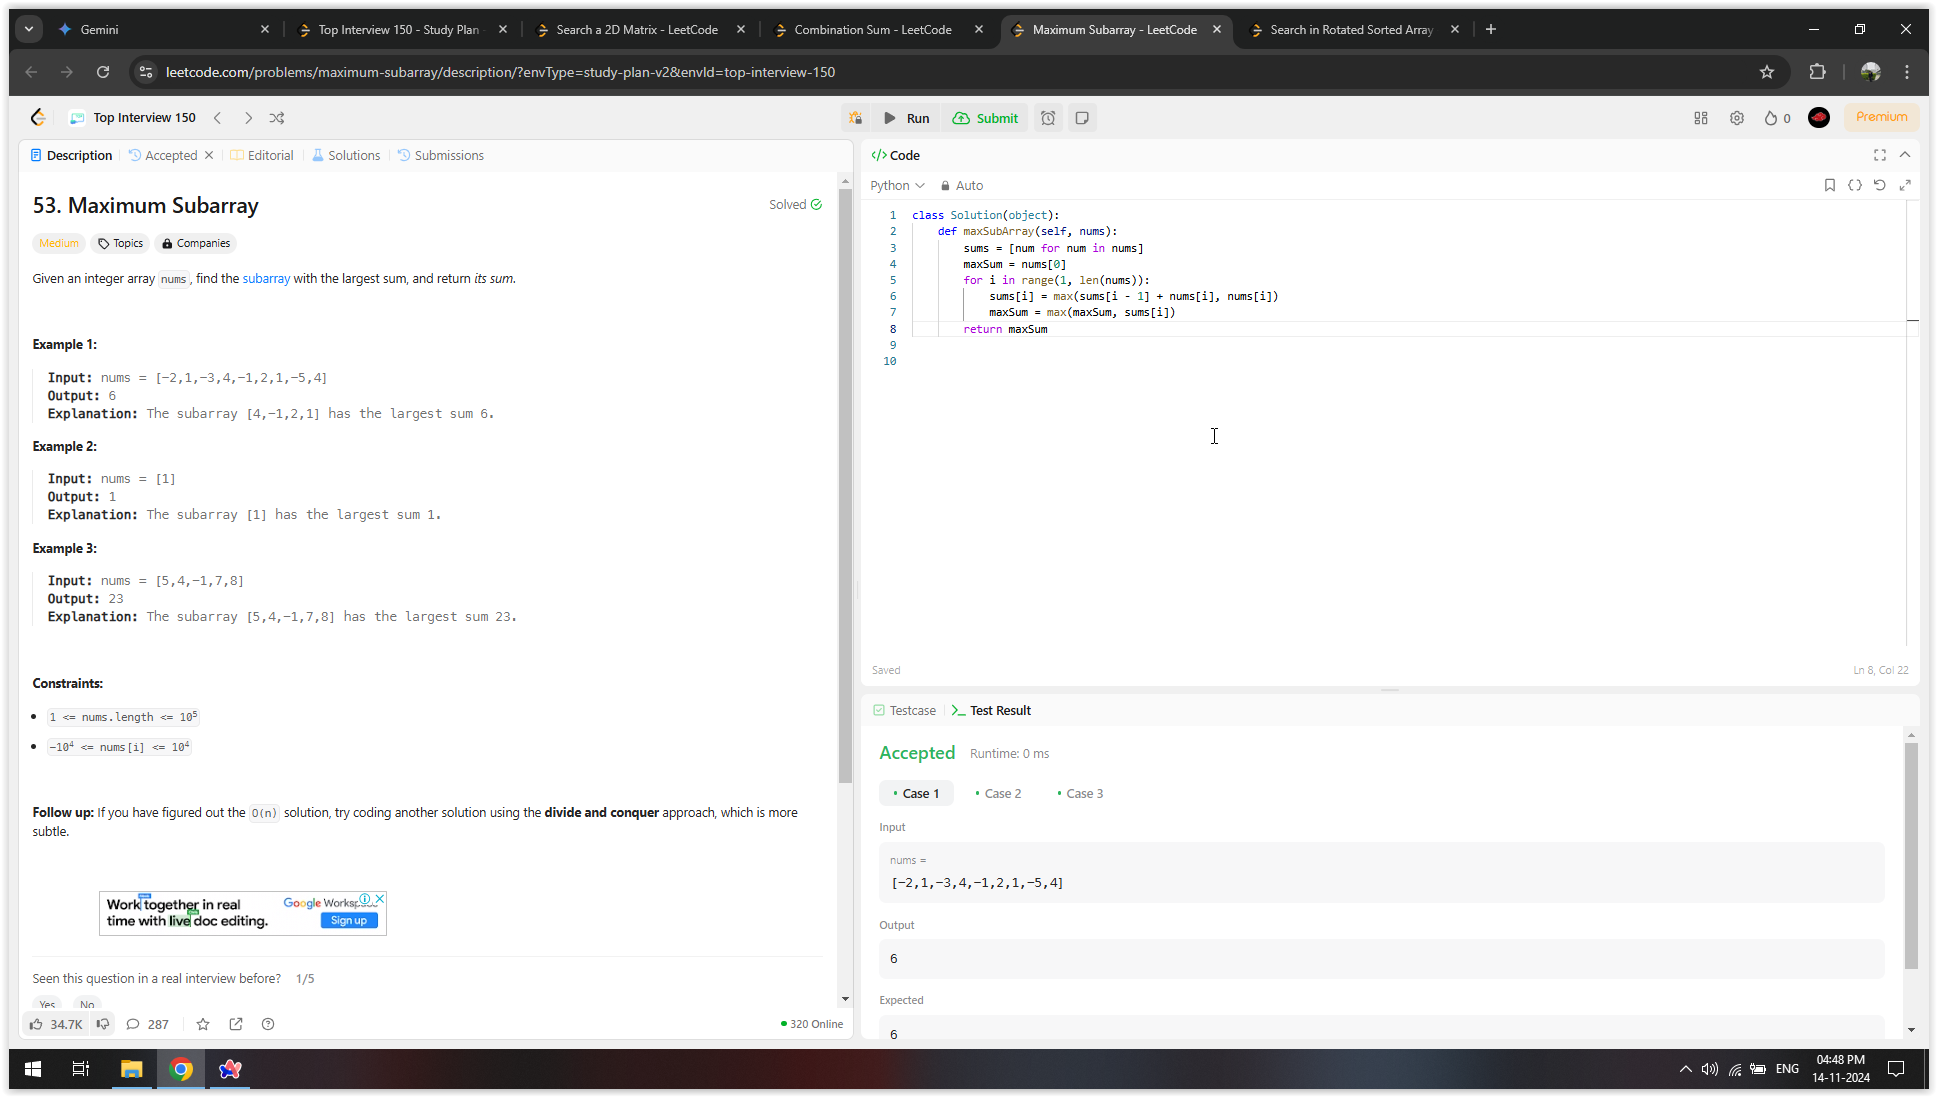 Gemini
Top Interview 150 - Study Plan
Search a 2D Matrix - LeetCode
Combination Sum - LeetCode
Maximum Subarray - LeetCode
Search in Rotated Sorted Array
leetcode.com/problems/maximum-subarray/description/?envType=study-plan-v2&envId=top-interview-150
Top Interview 150
Run
Submit
0
Premium
Description
Accepted
Editorial
Solutions
Submissions
53. Maximum Subarray
Solved
Medium
Topics
Companies
Given an integer array nums, find the subarray with the largest sum, and return its sum.
Example 1:
Input: nums = [-2,1,-3,4,-1,2,1,-5,4]
Output: 6
Explanation: The subarray [4,-1,2,1] has the largest sum 6.
Example 2:
Input: nums = [1]
Output: 1
Explanation: The subarray [1] has the largest sum 1.
Example 3:
Input: nums = [5,4,-1,7,8]
Output: 23
Explanation: The subarray [5,4,-1,7,8] has the largest sum 23.
Constraints:
1 <= nums.length <= 10⁵
-10⁴ <= nums[i] <= 10⁴
Follow up: If you have figured out the O(n) solution, try coding another solution using the divide and conquer approach, which is more
subtle.
Work together in real
time with live doc editing.
Google
Sign up
Seen this question in a real interview before? 1/5
Yes
No
34.7K
287
320 Online
</> Code
Python
Auto
1 class Solution(object):
2     def maxSubArray(self, nums):
3         sums = [num for num in nums]
4         maxSum = nums[0]
5         for i in range(1, len(nums)):
6             sums[i] = max(sums[i - 1] + nums[i], nums[i])
7             maxSum = max(maxSum, sums[i])
8         return maxSum
9
10
Saved
Ln 8, Col 22
Testcase
Test Result
Accepted
Runtime: 0 ms
Case 1
Case 2
Case 3
Input
nums =
[-2,1,-3,4,-1,2,1,-5,4]
Output
6
Expected
6
ENG
04:48 PM
14-11-2024